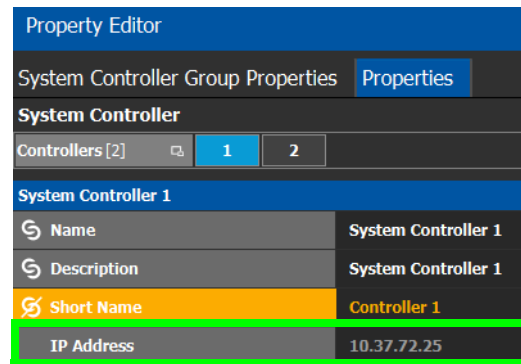 Property Editor
System Controller Group Properties Properties
System Controller
Controllers [2] 1 2
System Controller 1
Name System Controller 1
Description System Controller 1
Short Name Controller 1
IP Address 10.37.72.25